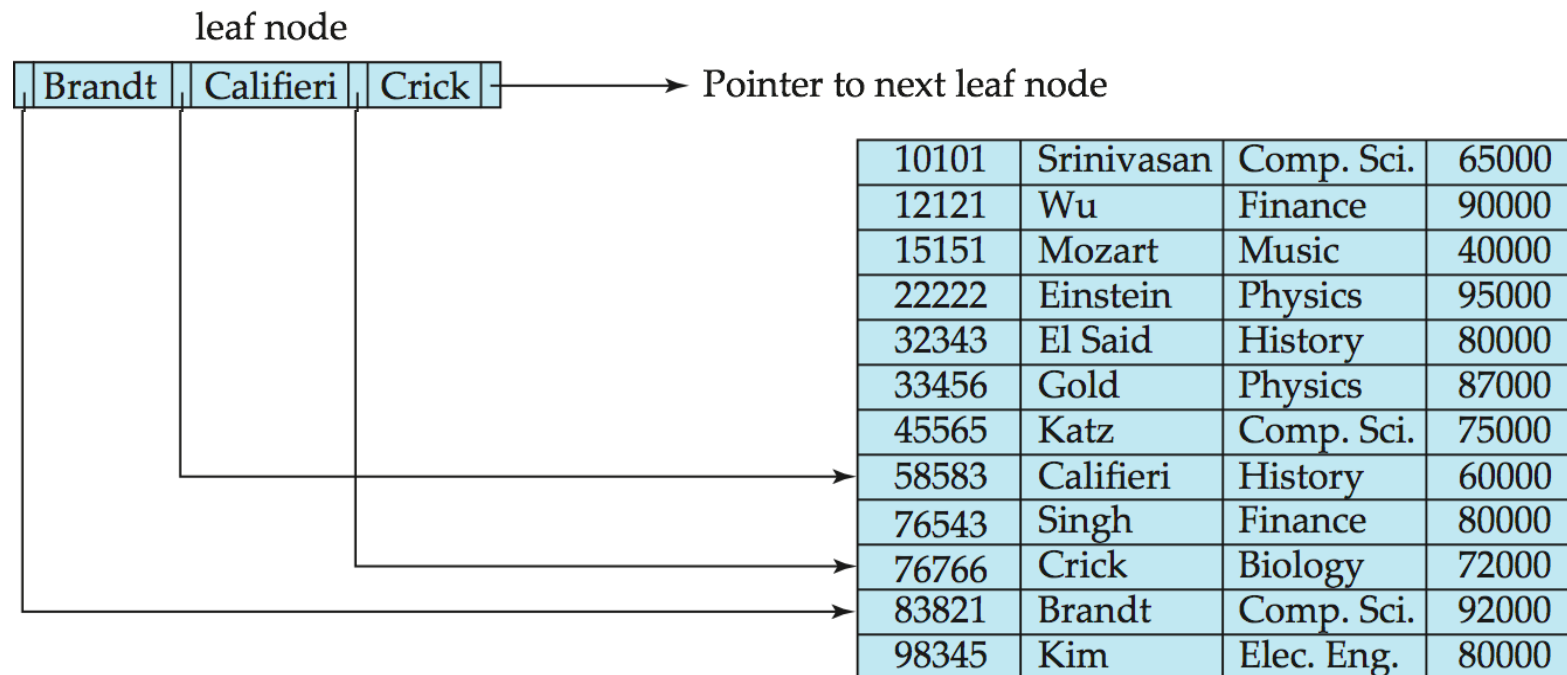 leaf node
Brandt Califieri Crick Pointer to next leaf node
10101 Srinivasan Comp. Sci. 65000
12121 Wu Finance 90000
15151 Mozart Music 40000
22222 Einstein Physics 95000
32343 El Said History 80000
33456 Gold Physics 87000
45565 Katz Comp. Sci. 75000
58583 Califieri History 60000
76543 Singh Finance 80000
76766 Crick Biology 72000
83821 Brandt Comp. Sci. 92000
98345 Kim Elec. Eng. 80000